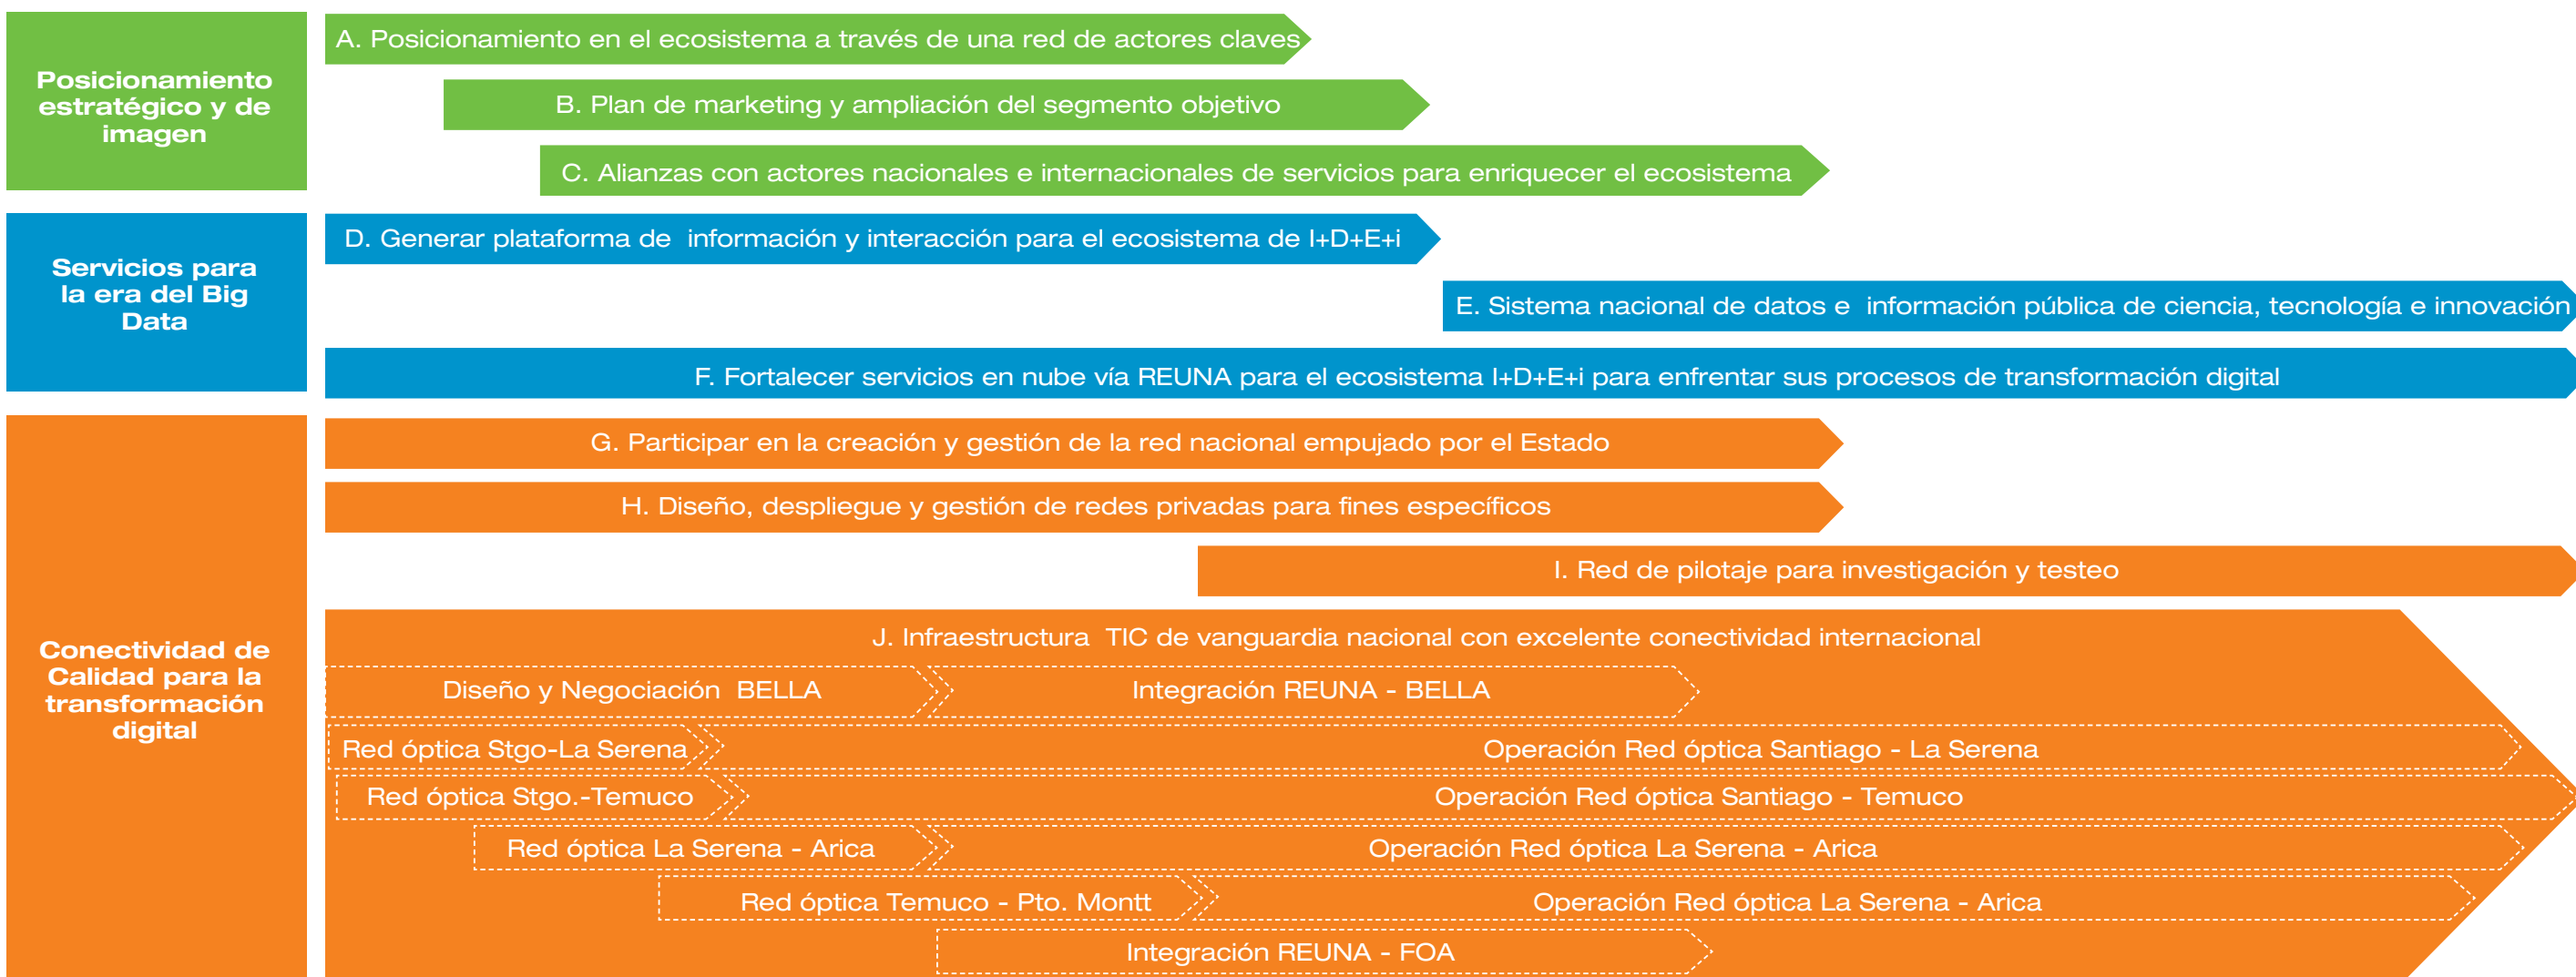 Posicionamiento
estratégico y de
imagen
A. Posicionamiento en el ecosistema a través de una red de actores claves
B. Plan de marketing y ampliación del segmento objetivo
C. Alianzas con actores nacionales e internacionales de servicios para enriquecer el ecosistema
Servicios para
la era del Big
Data
D. Generar plataforma de información y interacción para el ecosistema de I+D+E+i
E. Sistema nacional de datos e información pública de ciencia, tecnología e innovación
F. Fortalecer servicios en nube vía REUNA para el ecosistema I+D+E+i para enfrentar sus procesos de transformación digital
Conectividad de
Calidad para la
transformación
digital
G. Participar en la creación y gestión de la red nacional empujado por el Estado
H. Diseño, despliegue y gestión de redes privadas para fines específicos
I. Red de pilotaje para investigación y testeo
J. Infraestructura TIC de vanguardia nacional con excelente conectividad internacional
Diseño y Negociación BELLA
Integración REUNA - BELLA
Red óptica Stgo-La Serena
Operación Red óptica Santiago - La Serena
Red óptica Stgo.-Temuco
Operación Red óptica Santiago - Temuco
Red óptica La Serena - Arica
Operación Red óptica La Serena - Arica
Red óptica Temuco - Pto. Montt
Operación Red óptica La Serena - Arica
Integración REUNA - FOA